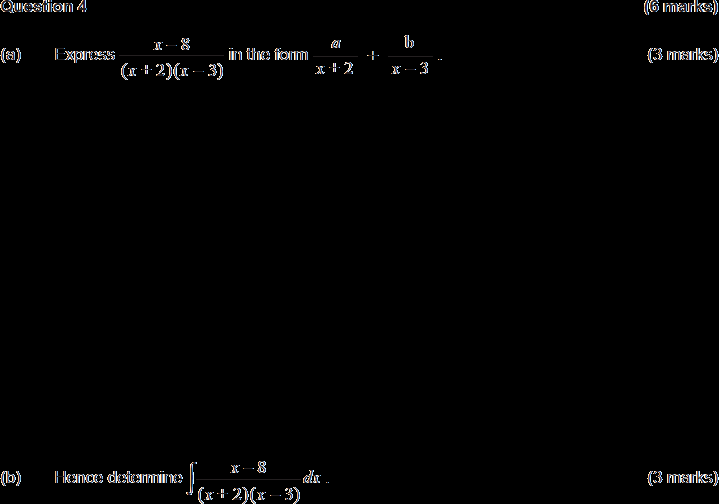 Question 4 (6 marks)
(a) Express \frac{x-8}{(x+2)(x-3)} in the form \frac{a}{x+2} + \frac{b}{x-3}. (3 marks)
(b) Hence determine \int \frac{x-8}{(x+2)(x-3)} dx. (3 marks)